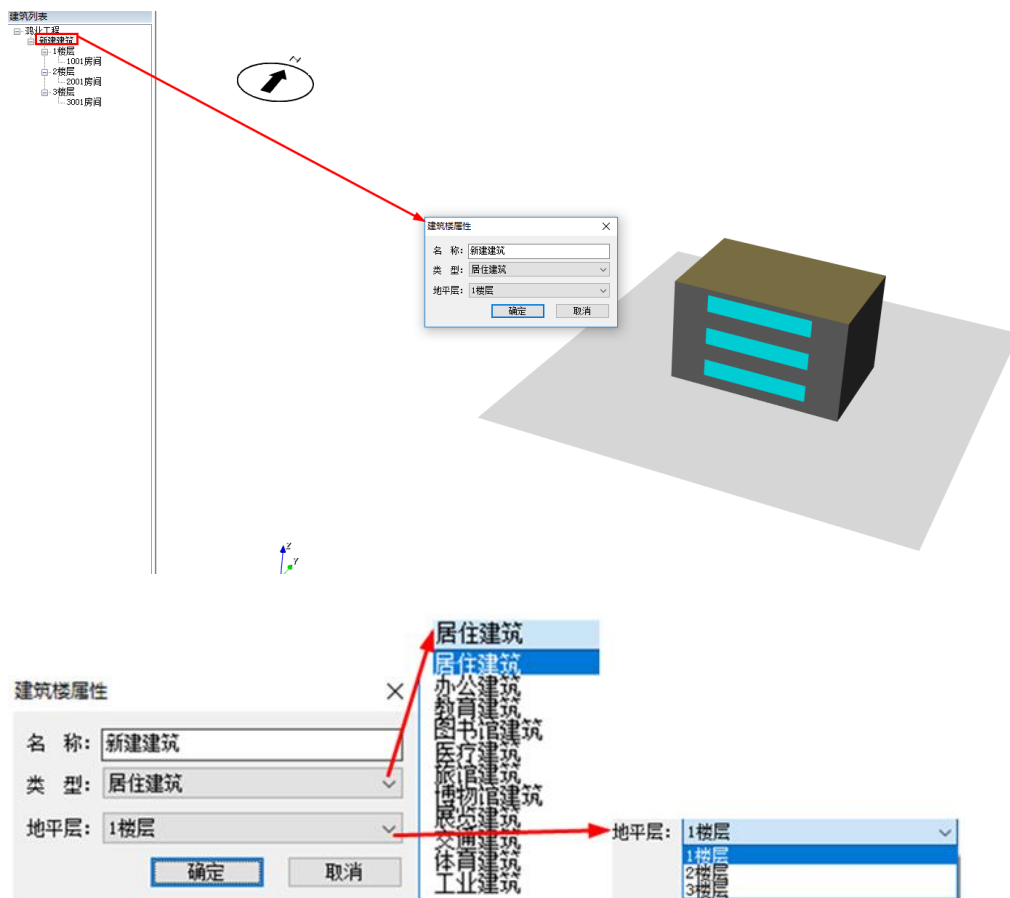 建筑列表
鸿业工程
新建建筑
1楼层
1001房间
2楼层
2001房间
3楼层
3001房间
N
建筑楼属性
名 称: 新建建筑
类 型: 居住建筑
地平层: 1楼层
确定 取消
Z
Y
建筑楼属性
名 称: 新建建筑
类 型: 居住建筑
地平层: 1楼层
确定 取消
居住建筑
居住建筑
办公建筑
教育建筑
图书馆建筑
医疗建筑
旅馆建筑
博物馆建筑
展览建筑
交通建筑
体育建筑
工业建筑
地平层: 1楼层
1楼层
2楼层
3楼层